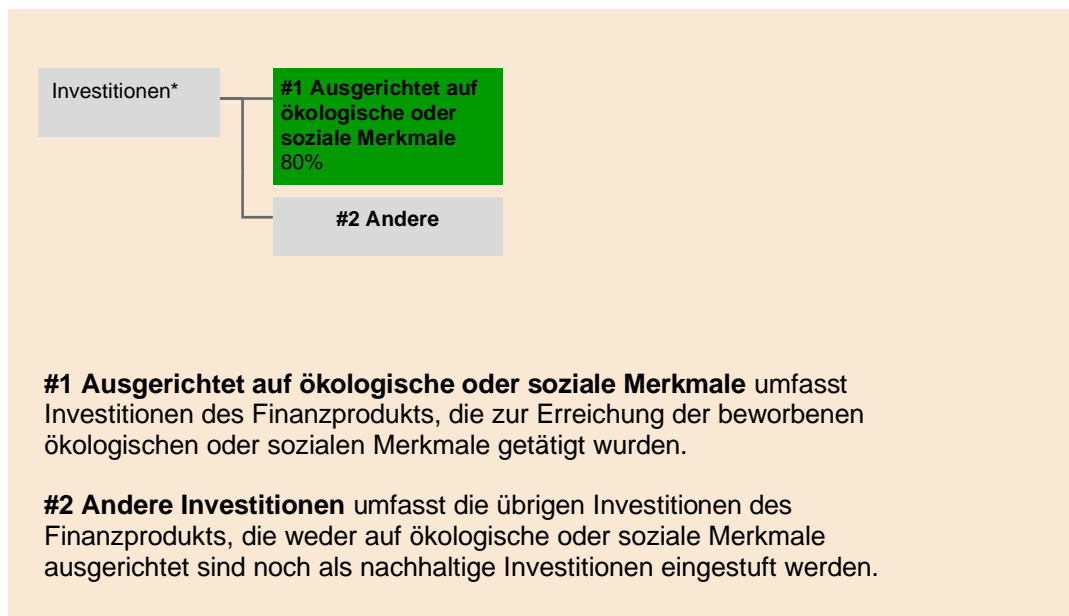 Investitionen*
#1 Ausgerichtet auf
ökologische oder
soziale Merkmale
80%
#2 Andere
#1 Ausgerichtet auf ökologische oder soziale Merkmale umfasst
Investitionen des Finanzprodukts, die zur Erreichung der beworbenen
ökologischen oder sozialen Merkmale getätigt wurden.
#2 Andere Investitionen umfasst die übrigen Investitionen des
Finanzprodukts, die weder auf ökologische oder soziale Merkmale
ausgerichtet sind noch als nachhaltige Investitionen eingestuft werden.